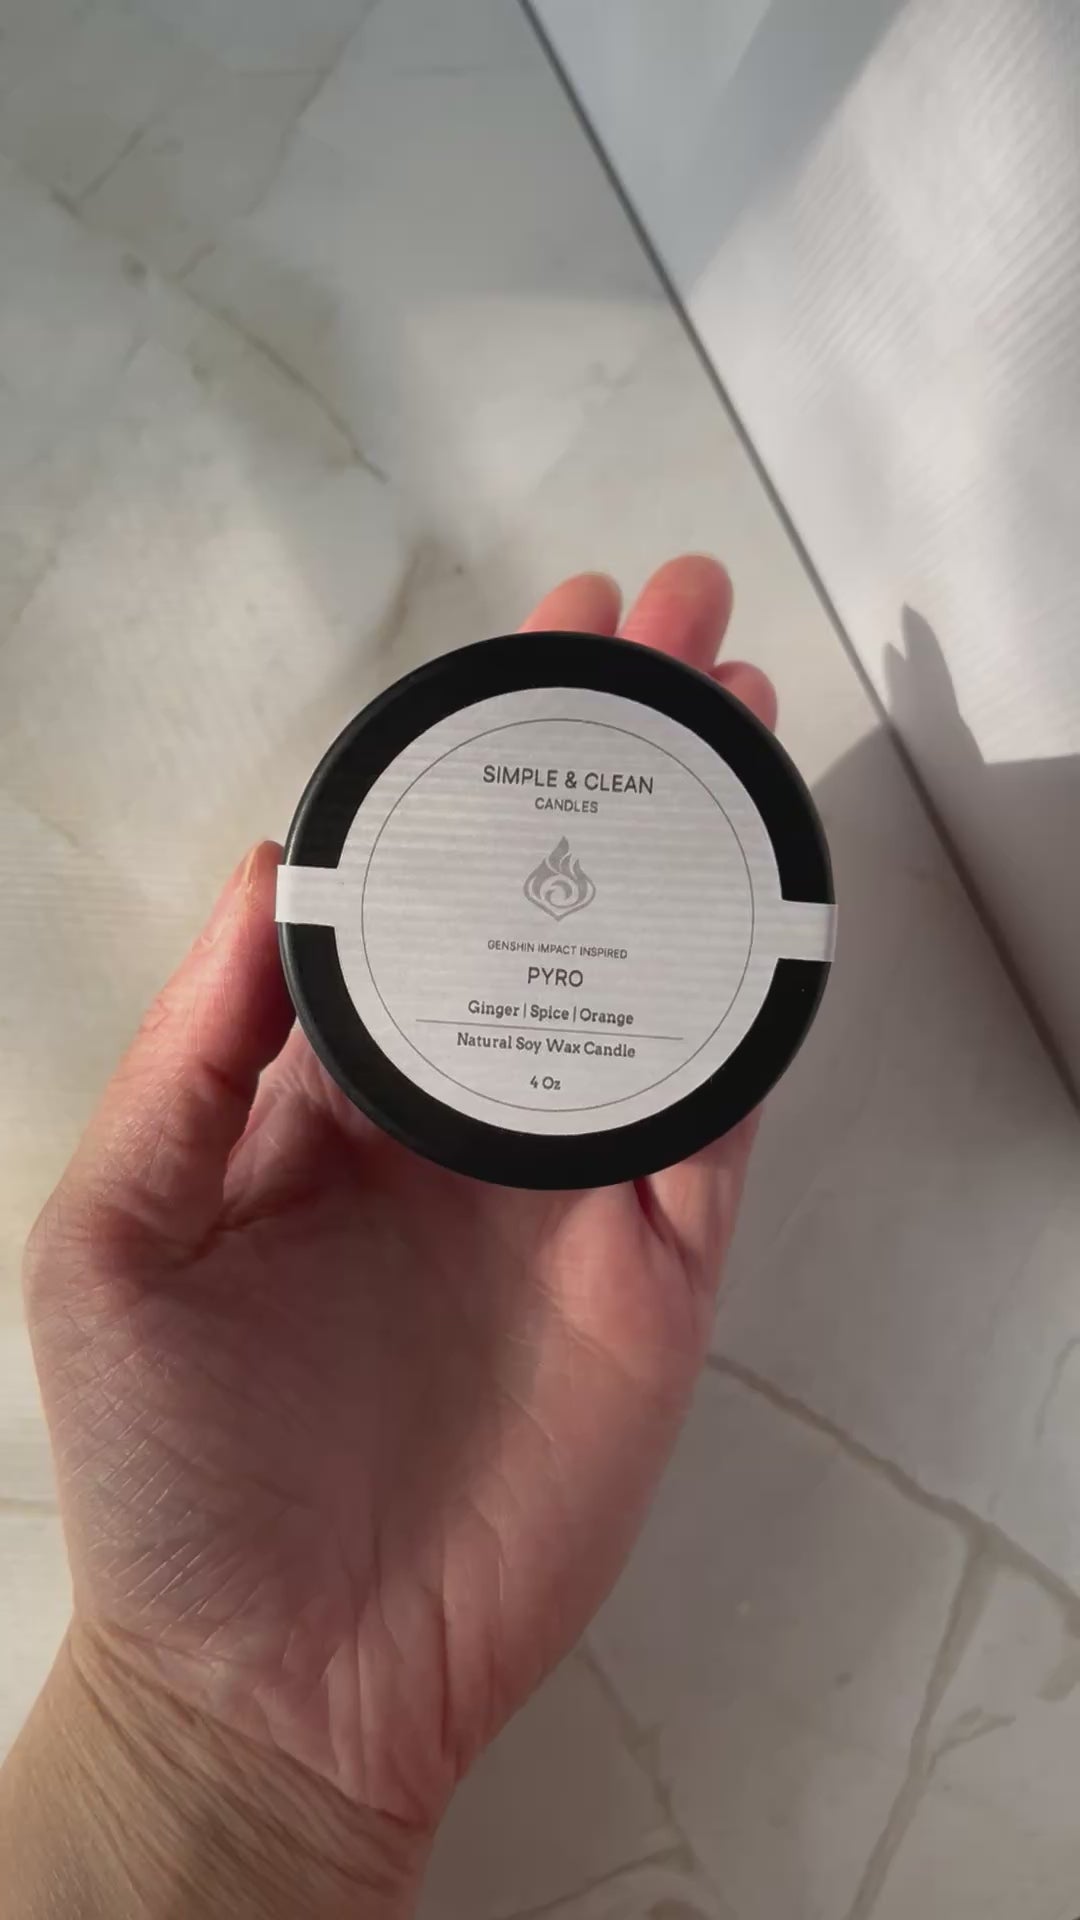 SIMPLE & CLEAN
CANDLES
GENSHIN IMPACT INSPIRED
PYRO
Ginger | Spice | Orange
Natural Soy Wax Candle
4 Oz